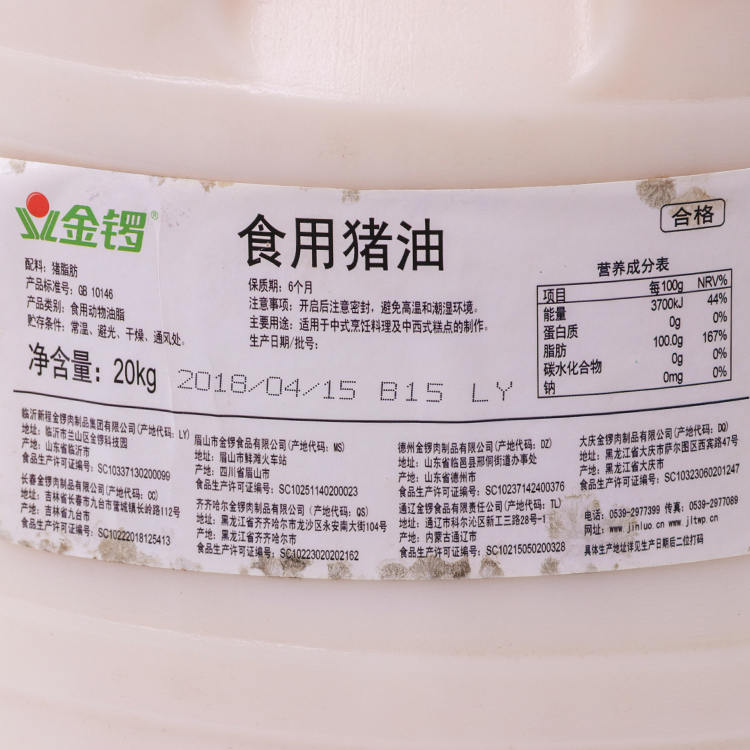 金锣®
食用猪油
合格
配料：猪脂肪
产品标准号：GB 10146
产品类别：食用动物油脂
贮存条件：常温、避光、干燥、通风处。
净含量：20kg
保质期：6个月
注意事项：开启后注意密封，避免高温和潮湿环境。
主要用途：适用于中式烹饪料理及中西式糕点的制作。
生产日期/批号：
2018/04/15 B15 LY
营养成分表
项目 每100g NRV%
能量 3700kJ 44%
蛋白质 0g 0%
脂肪 100.0g 167%
碳水化合物 0g 0%
钠 0mg 0%
临沂新程金锣肉制品集团有限公司(产地代码：LY)
地址：临沂市兰山区金锣科技园
产地：山东省临沂市
食品生产许可证编号：SC10337130200099
长春金锣肉制品有限公司(产地代码：CC)
地址：吉林省长春市九台市营城镇长岭路112号
产地：吉林省九台市
食品生产许可证编号：SC10222018125413
眉山市金锣食品有限公司(产地代码：MS)
地址：眉山市鲜滩火车站
产地：四川省眉山市
食品生产许可证编号：SC10251140200023
齐齐哈尔金锣肉制品有限公司（产地代码：QS)
地址：黑龙江省齐齐哈尔市龙沙区永安南大街104号
产地：黑龙江省齐齐哈尔市
食品生产许可证编号：SC10223020202162
德州金锣肉制品有限公司(产地代码：DZ)
地址：山东省临邑县邢侗街道办事处
产地：山东省德州市
食品生产许可证编号：SC10237142400376
通辽金锣食品有限责任公司(产地代码：TL)
地址：通辽市科尔沁区新工三路28号-1
产地：内蒙古通辽市
食品生产许可证编号：SC10215050200328
大庆金锣肉制品有限公司(产地代码：DQ)
地址：黑龙江省大庆市萨尔图区西宾路47号
产地：黑龙江省大庆市
食品生产许可证编号：SC10323060201247
电话：0539-2977399 传真：0539-2977089
网址：www.jinluo.cn www.jltwp.cn
具体生产地址详见生产日期后二位打码